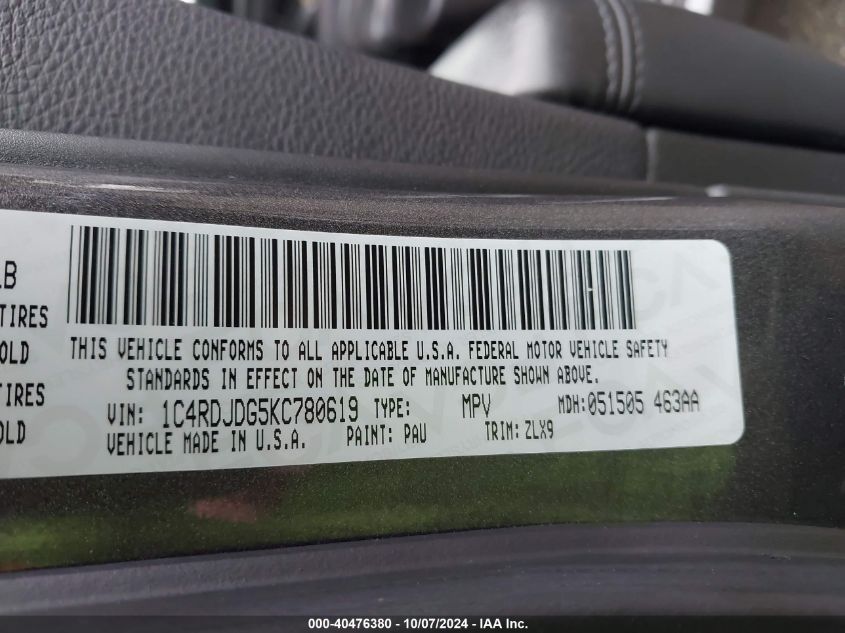 LB
TIRES
OLD
TIRES
OLD
THIS VEHICLE CONFORMS TO ALL APPLICABLE U.S.A. FEDERAL MOTOR VEHICLE SAFETY
STANDARDS IN EFFECT ON THE DATE OF MANUFACTURE SHOWN ABOVE.
VIN: 1C4RDJDG5KC780619 TYPE: MPV MDH:051505 463AA
VEHICLE MADE IN U.S.A. PAINT: PAU TRIM: ZLX9
000-40476380 - 10/07/2024 - IAA Inc.